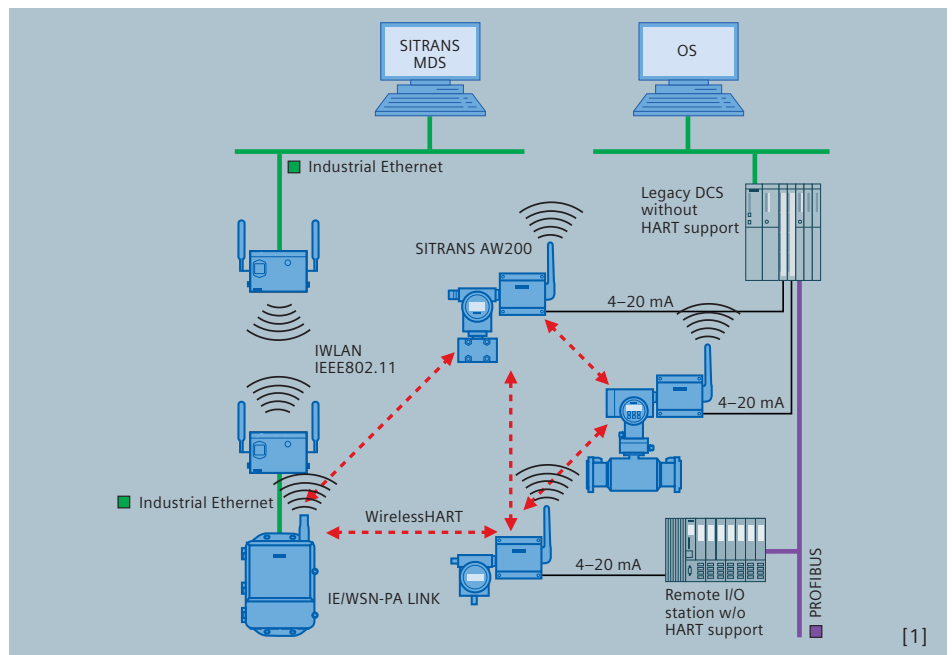 SITRANS
MDS
OS
Industrial Ethernet
Legacy DCS
without
HART support
SITRANS AW200
4–20 mA
IWLAN
IEEE802.11
4–20 mA
Industrial Ethernet
WirelessHART
4–20 mA
IE/WSN-PA LINK
Remote I/O
station w/o
HART support
PROFIBUS
[1]